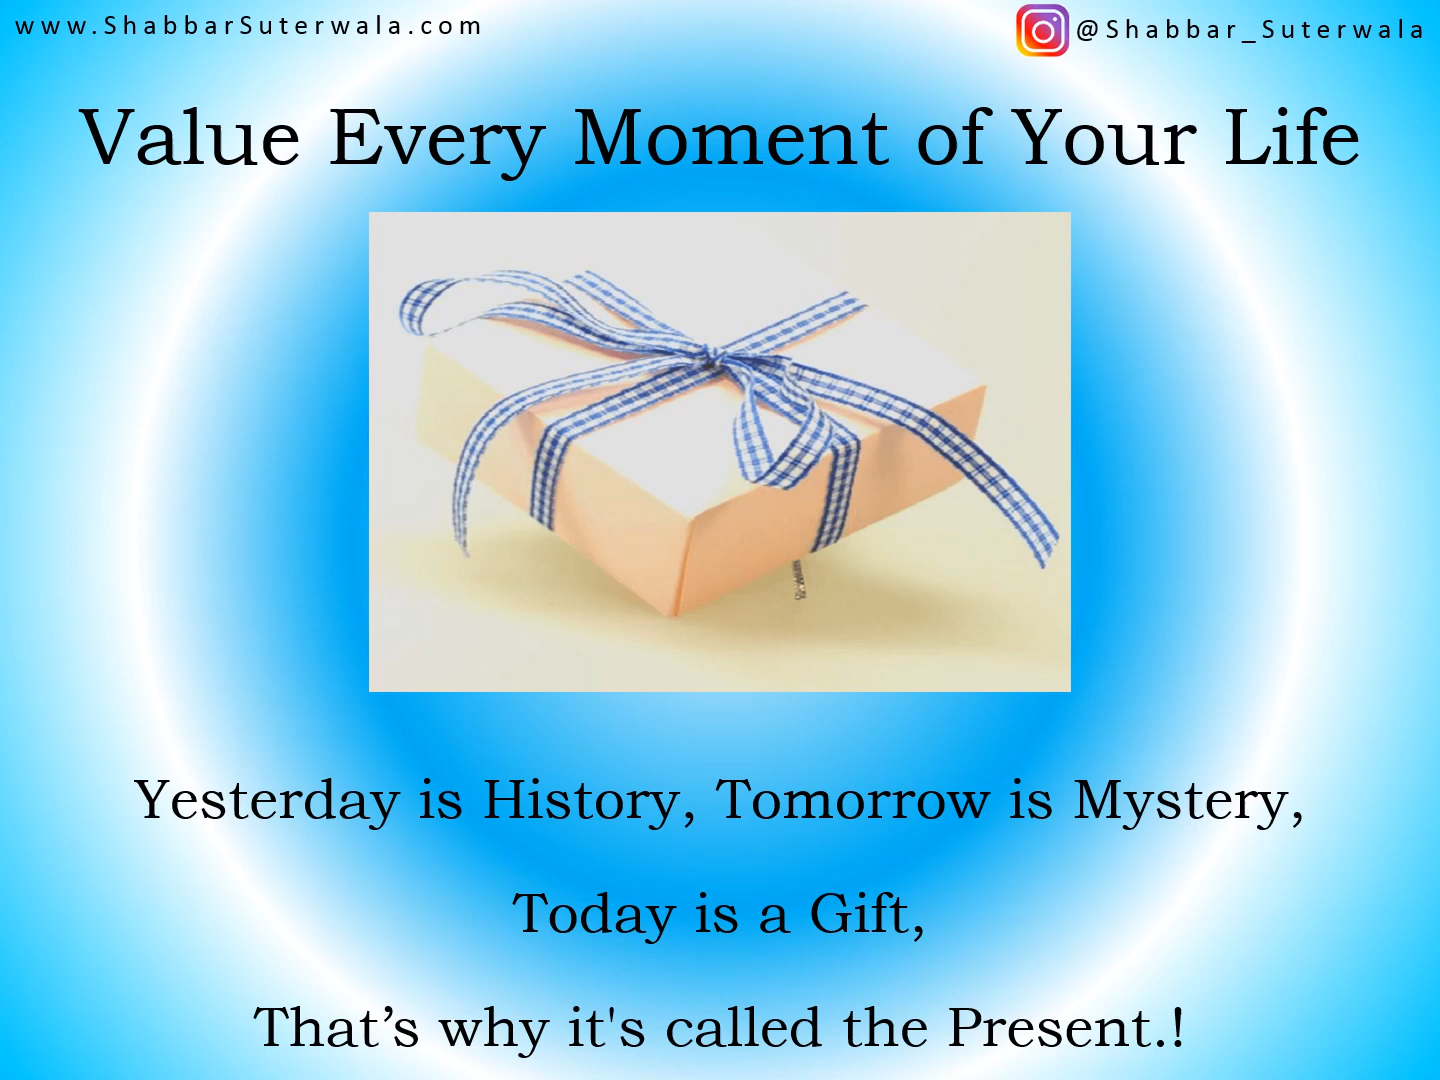 www.ShabbarSuterwala.com
@Shabbar_Suterwala
Value Every Moment of Your Life
Yesterday is History, Tomorrow is Mystery,
Today is a Gift,
That’s why it's called the Present.!